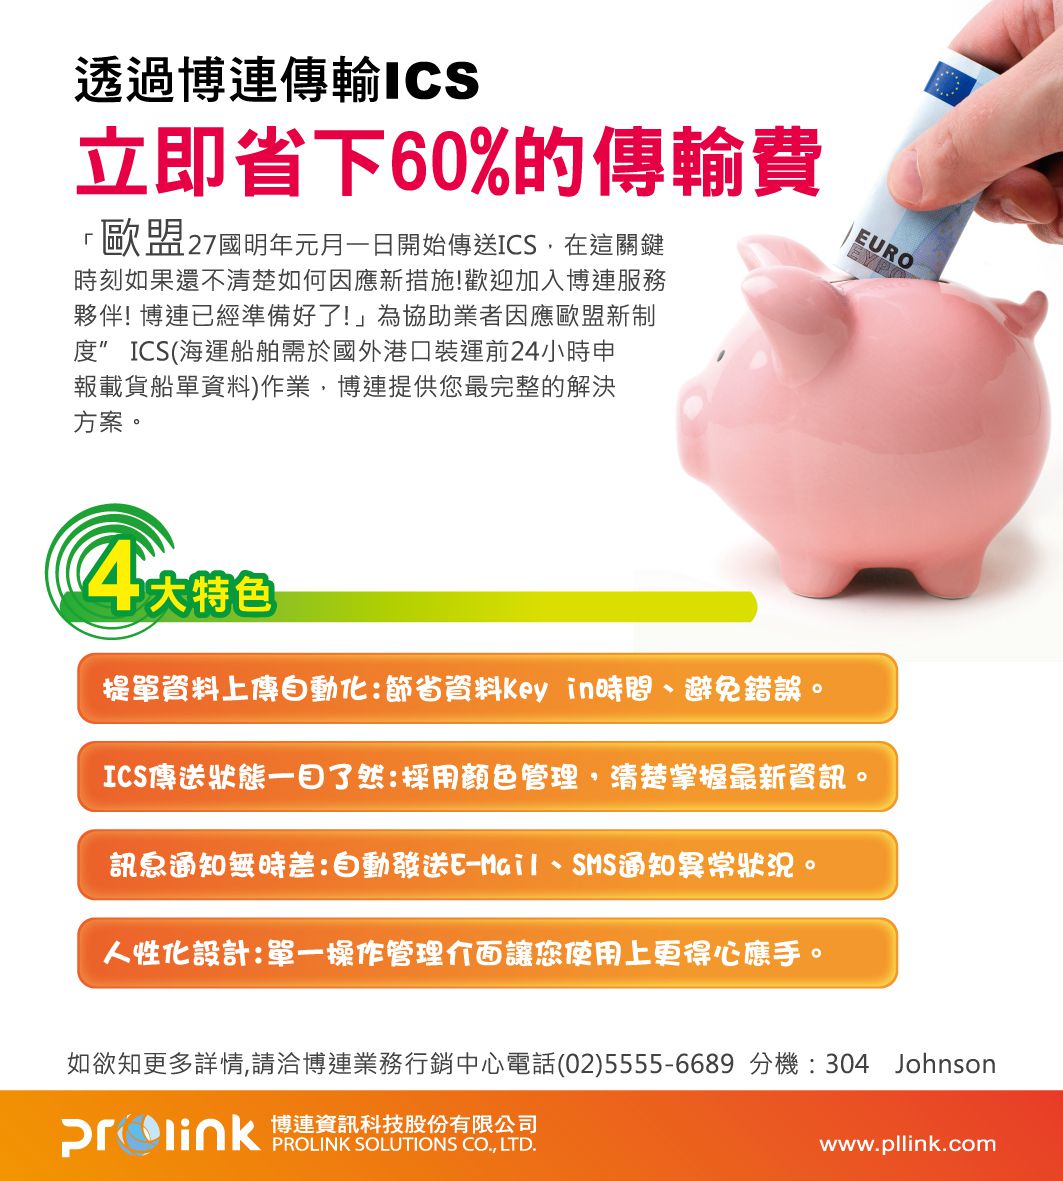 透過博連傳輸ICS
立即省下60%的傳輸費
「歐盟27國明年元月一日開始傳送ICS，在這關鍵
時刻如果還不清楚如何因應新措施!歡迎加入博連服務
夥伴! 博連已經準備好了!」為協助業者因應歐盟新制
度” ICS(海運船舶需於國外港口裝運前24小時申
報載貨船單資料)作業，博連提供您最完整的解決
方案。
EURO
ΕΥΡΩ
4大特色
提單資料上傳自動化:節省資料Key in時間、避免錯誤。
ICS傳送狀態一目了然:採用顏色管理，清楚掌握最新資訊。
訊息通知無時差:自動發送E-Mail、SMS通知異常狀況。
人性化設計:單一操作管理介面讓您使用上更得心應手。
如欲知更多詳情,請洽博連業務行銷中心電話(02)5555-6689 分機：304 Johnson
prolink 博連資訊科技股份有限公司
PROLINK SOLUTIONS CO., LTD.
www.pllink.com